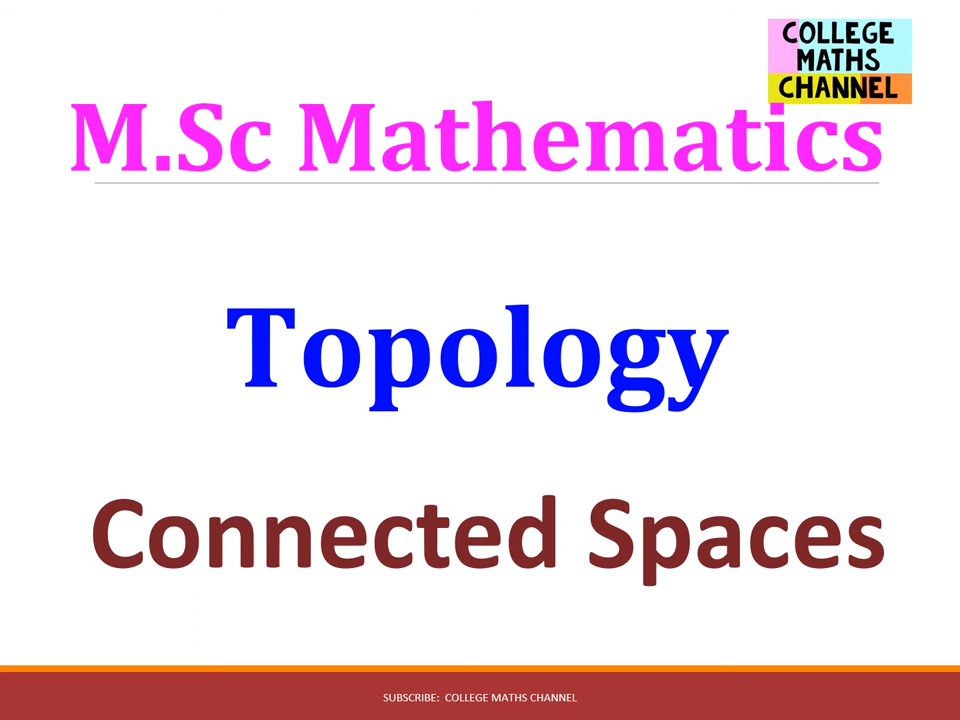 COLLEGE
MATHS
CHANNEL
M.Sc Mathematics
Topology
Connected Spaces
SUBSCRIBE: COLLEGE MATHS CHANNEL